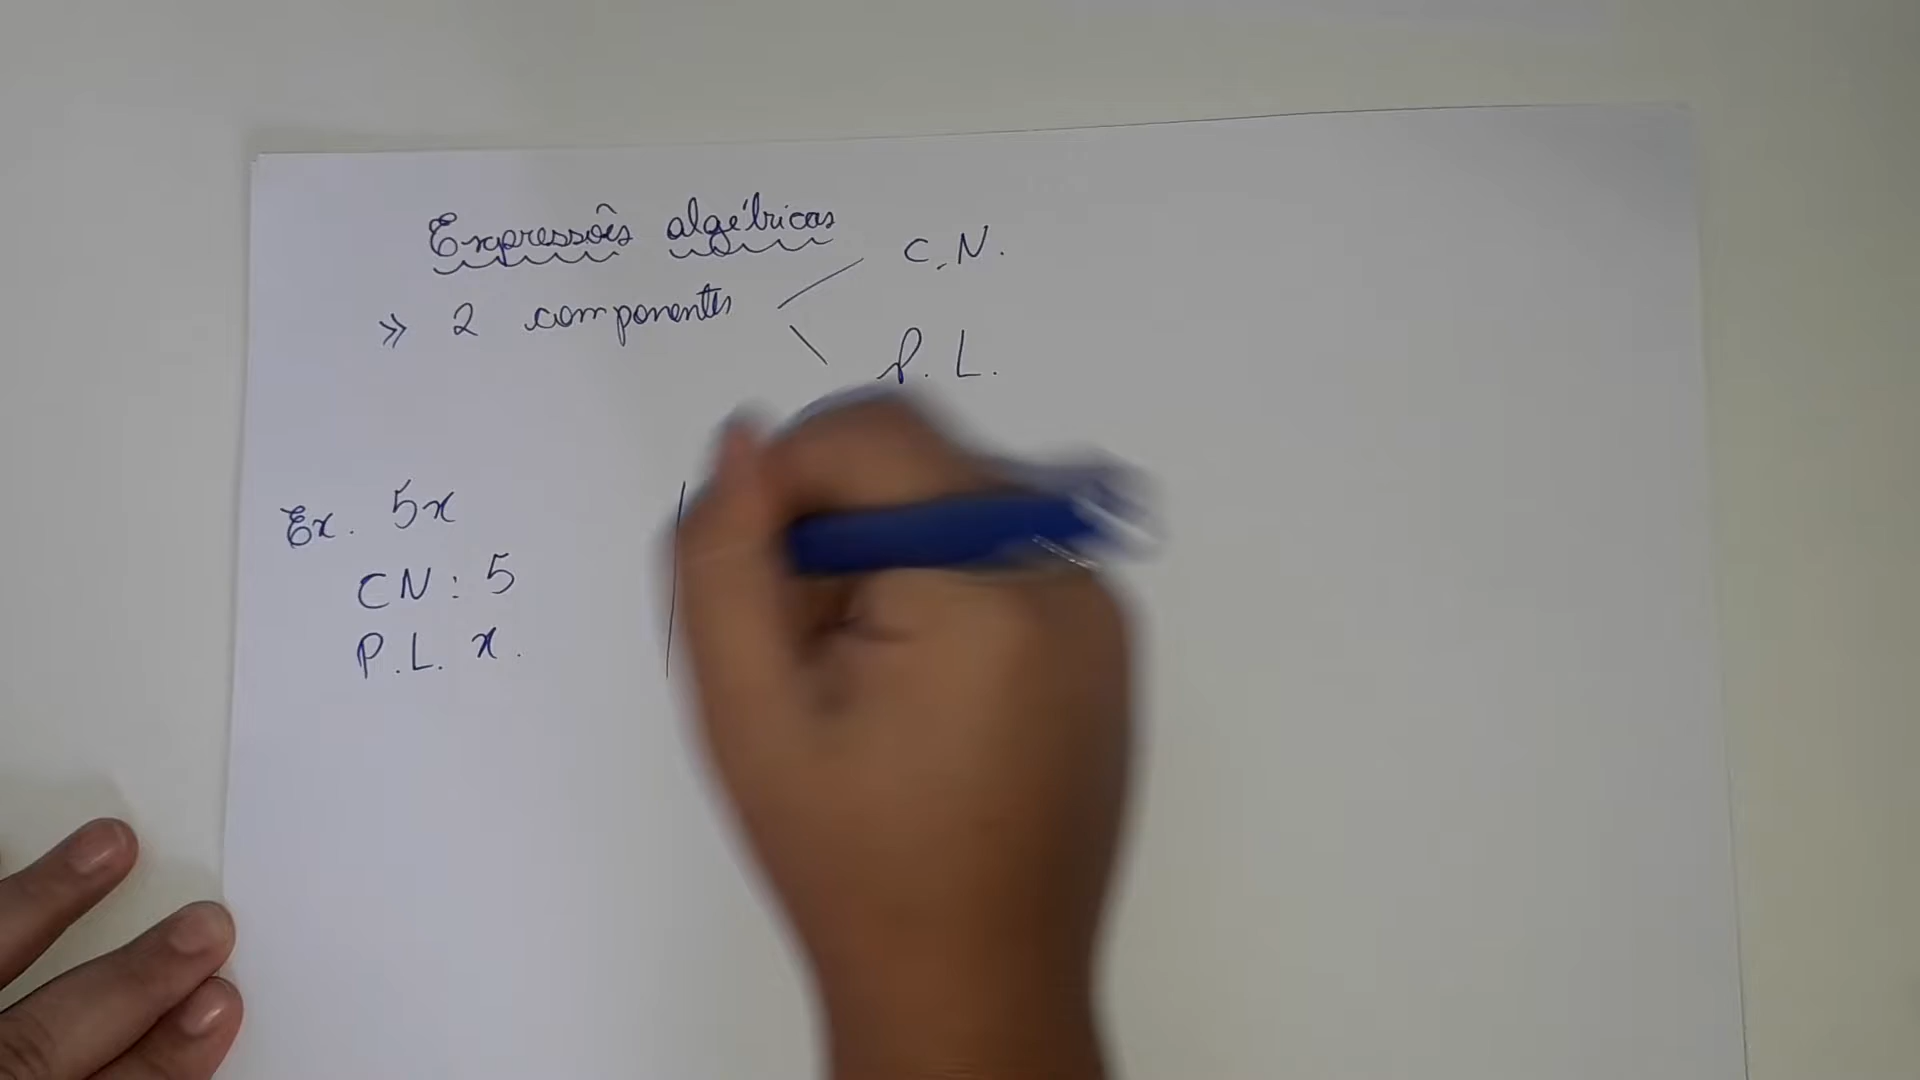 Expressões algébricas
C.N.
» 2 componentes
P. L.
Ex. 5x
CN: 5
P.L. x.